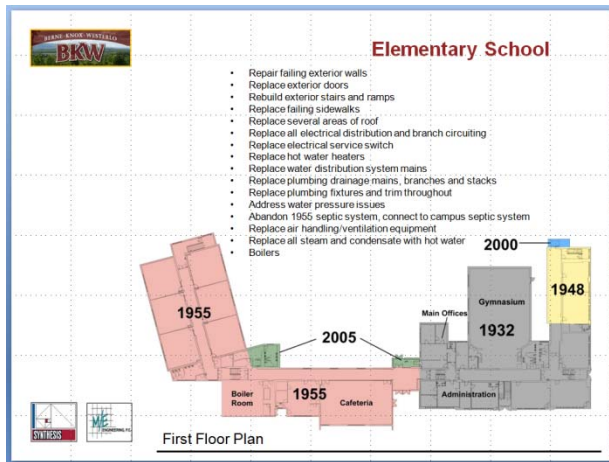 BERNE-KNOX-WESTERLO
BKW
Elementary School
• Repair failing exterior walls
• Replace exterior doors
• Rebuild exterior stairs and ramps
• Replace failing sidewalks
• Replace several areas of roof
• Replace all electrical distribution and branch circuiting
• Replace electrical service switch
• Replace hot water heaters
• Replace water distribution system mains
• Replace plumbing drainage mains, branches and stacks
• Replace plumbing fixtures and trim throughout
• Address water pressure issues
• Abandon 1955 septic system, connect to campus septic system
• Replace air handling/ventilation equipment
• Replace all steam and condensate with hot water
• Boilers
2000
1948
Gymnasium
1932
Main Offices
1955
2005
Boiler
Room
1955
Cafeteria
Administration
SYNTHESIS
M/E
ENGINEERING, P.C.
First Floor Plan